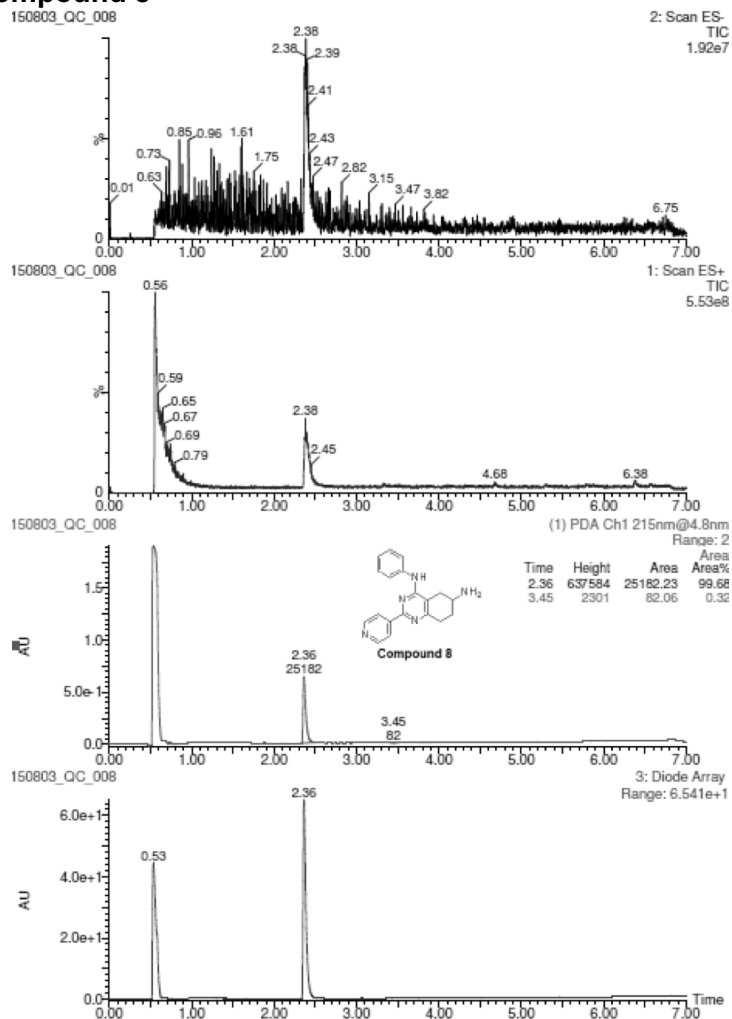 150803_QC_008
2: Scan ES-
TIC
1.92e7
2.38
2.38
2.39
2.41
2.43
2.47
0.01
0.63
0.73
0.85
0.96
1.61
1.75
2.82
3.15
3.47
3.82
6.75
%
0
0.00 1.00 2.00 3.00 4.00 5.00 6.00 7.00
150803_QC_008
1: Scan ES+
TIC
5.53e8
0.56
0.59
0.65
0.67
0.69
0.79
2.38
2.45
4.68
6.38
%
0
0.00 1.00 2.00 3.00 4.00 5.00 6.00 7.00
150803_QC_008
(1) PDA Ch1 215nm@4.8nm
Range: 2
Area
Time Height Area Area%
2.36 637584 25182.23 99.68
3.45 2301 82.06 0.32
NH
NH2
N
N
N
Compound 8
2.36
25182
3.45
82
AU
1.5
1.0
5.0e-1
0.0
0.00 1.00 2.00 3.00 4.00 5.00 6.00 7.00
150803_QC_008
3: Diode Array
Range: 6.541e+1
0.53
2.36
AU
6.0e+1
4.0e+1
2.0e+1
0.0
Time
0.00 1.00 2.00 3.00 4.00 5.00 6.00 7.00